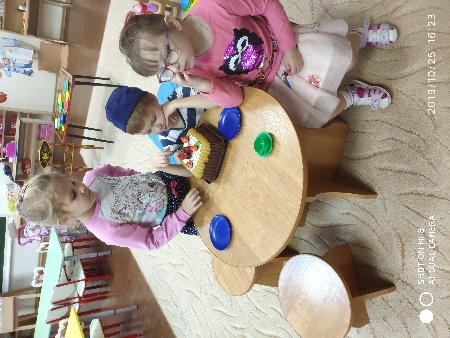 2019/10/25 16:23
SHOT ON MI 8
AI DUAL CAMERA